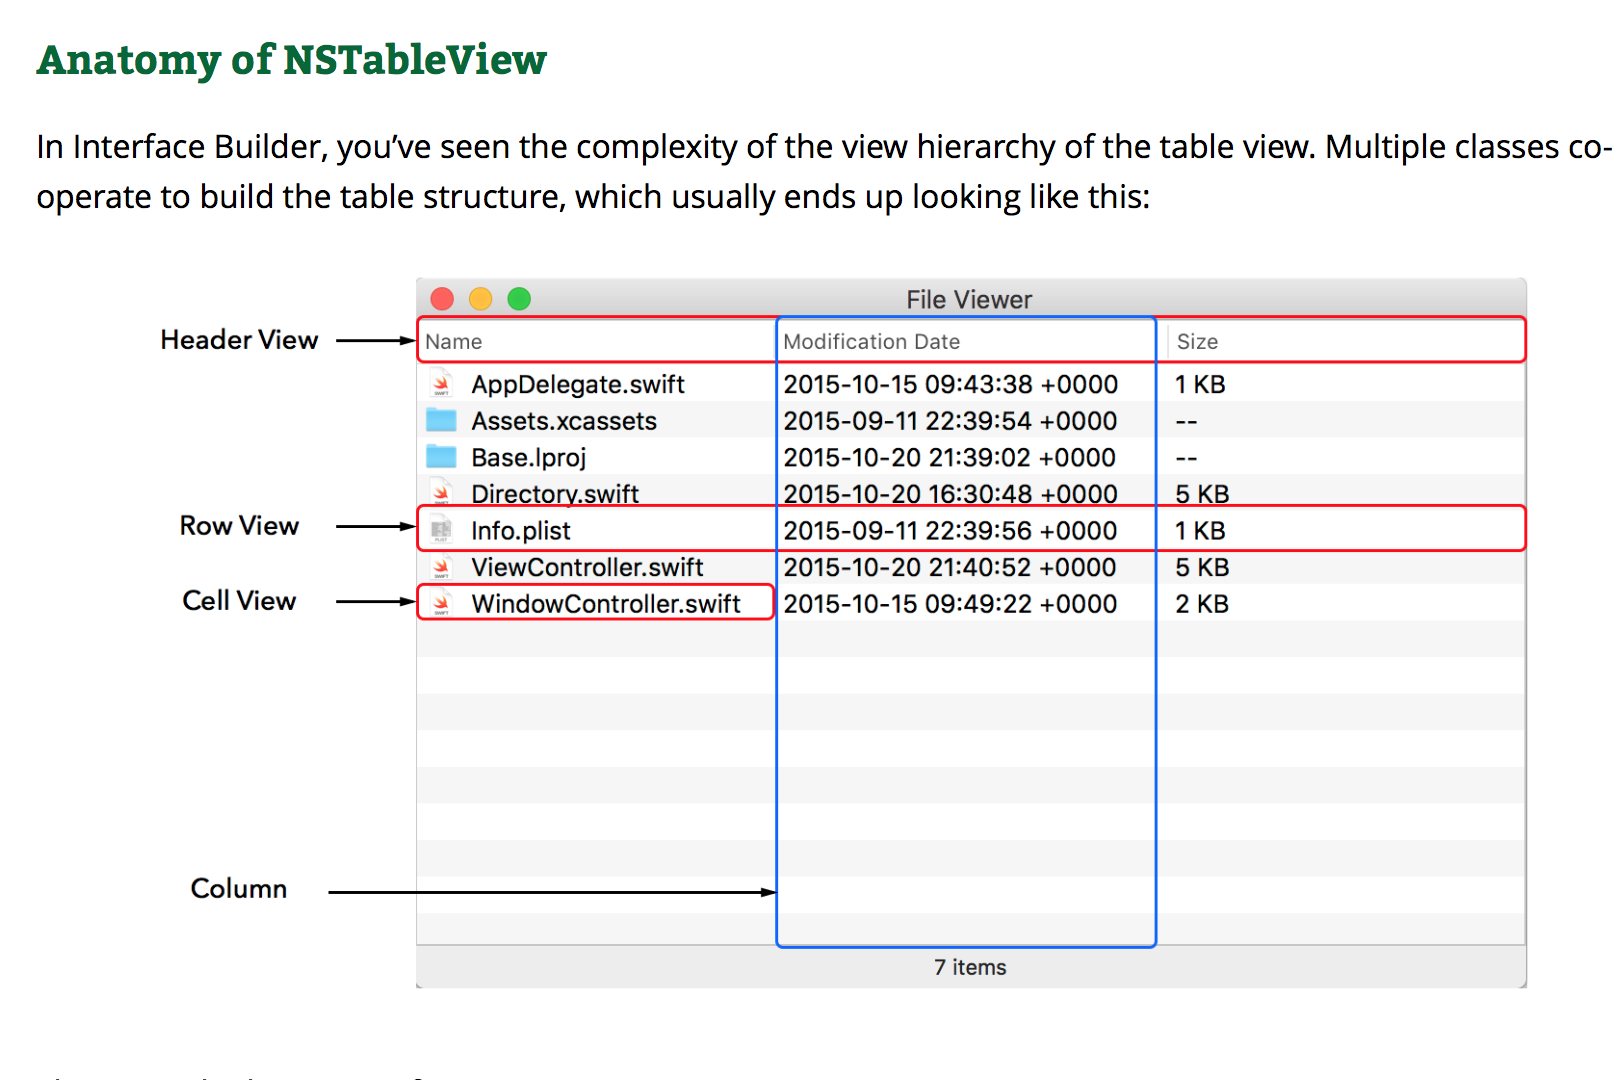 Anatomy of NSTableView
In Interface Builder, you’ve seen the complexity of the view hierarchy of the table view. Multiple classes co-
operate to build the table structure, which usually ends up looking like this:
File Viewer
Header View
Name Modification Date Size
AppDelegate.swift 2015-10-15 09:43:38 +0000 1 KB
Assets.xcassets 2015-09-11 22:39:54 +0000 --
Base.lproj 2015-10-20 21:39:02 +0000 --
Directory.swift 2015-10-20 16:30:48 +0000 5 KB
Row View
Info.plist 2015-09-11 22:39:56 +0000 1 KB
ViewController.swift 2015-10-20 21:40:52 +0000 5 KB
Cell View
WindowController.swift 2015-10-15 09:49:22 +0000 2 KB
Column
7 items